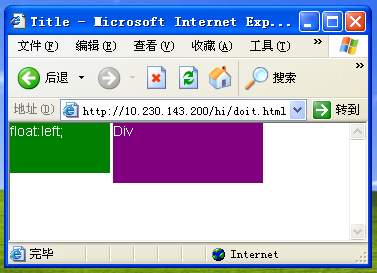 Title - Microsoft Internet Exp...
文件(F) 编辑(E) 查看(V) 收藏(A) 工具(T) »
后退 搜索 »
地址(D) http://10.230.143.200/hi/doit.html 转到
float:left; Div
完毕 Internet